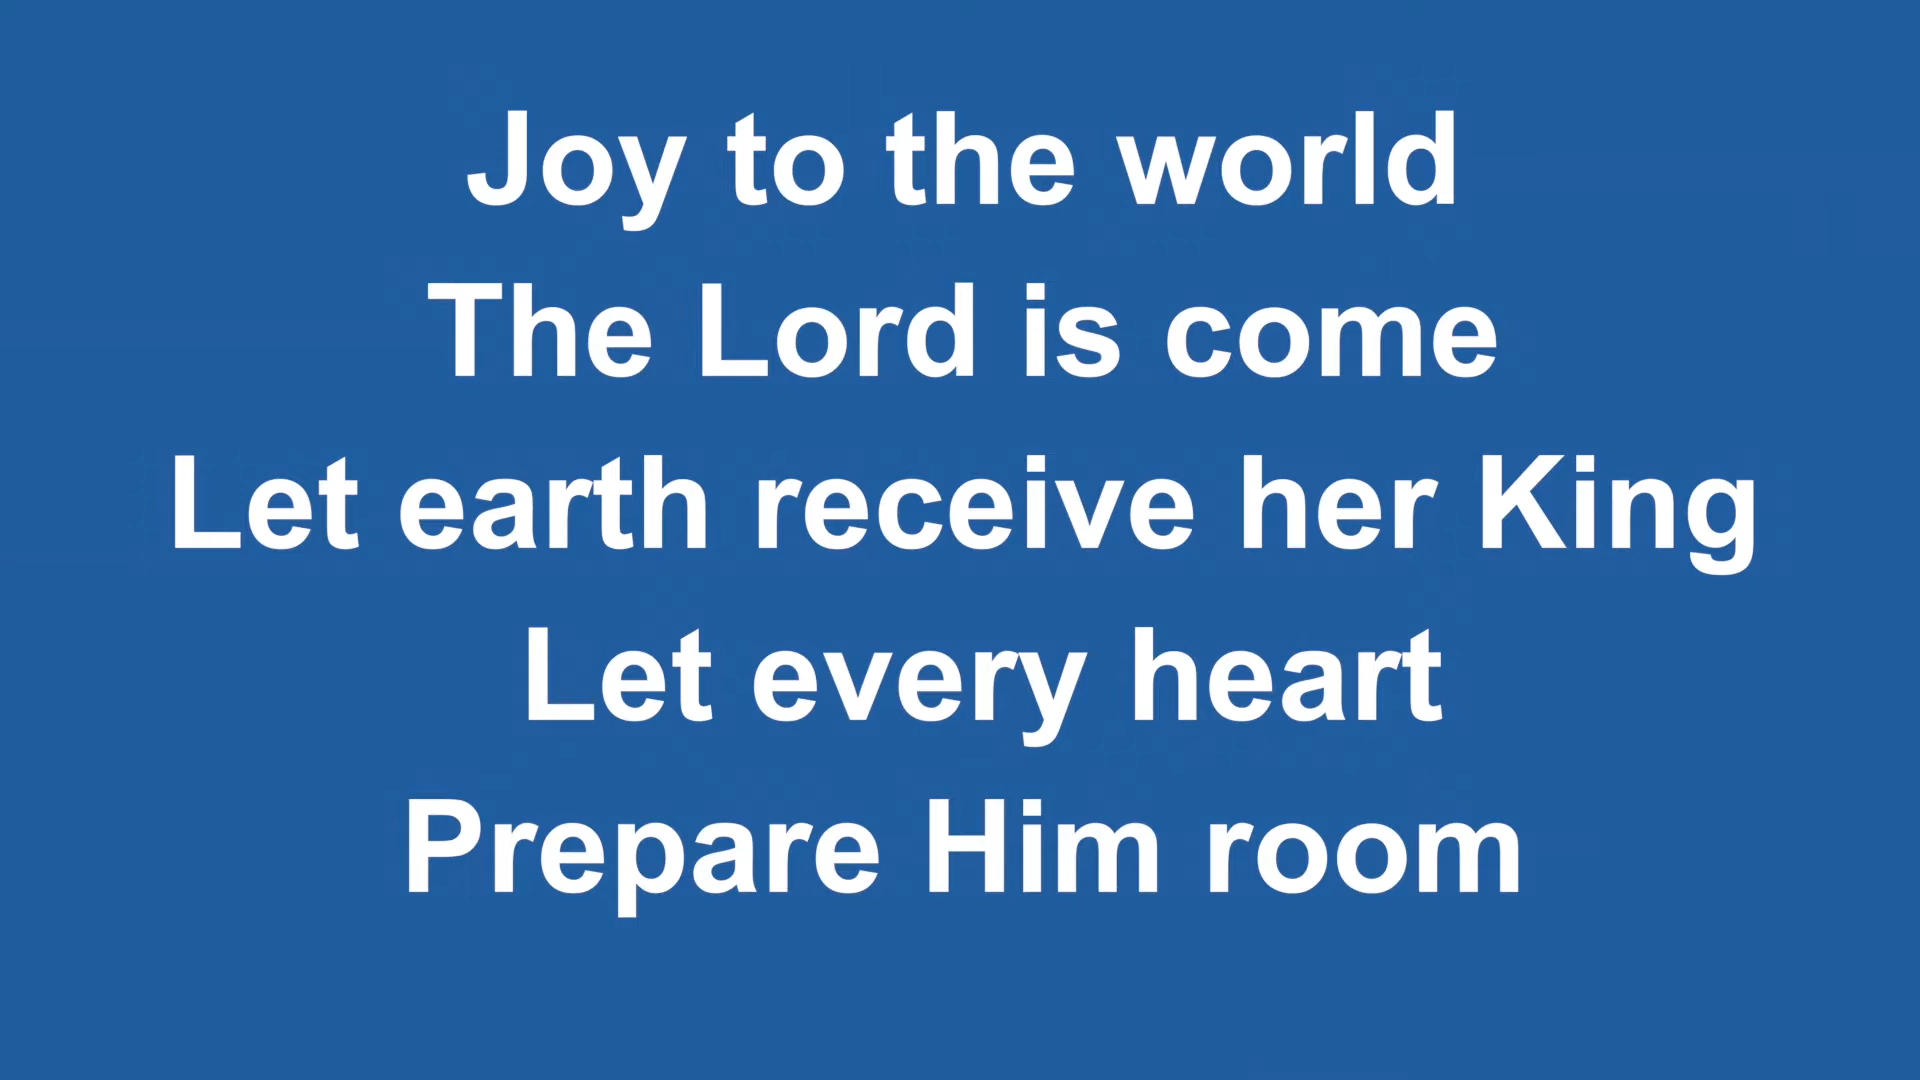 Joy to the world
The Lord is come
Let earth receive her King
Let every heart
Prepare Him room